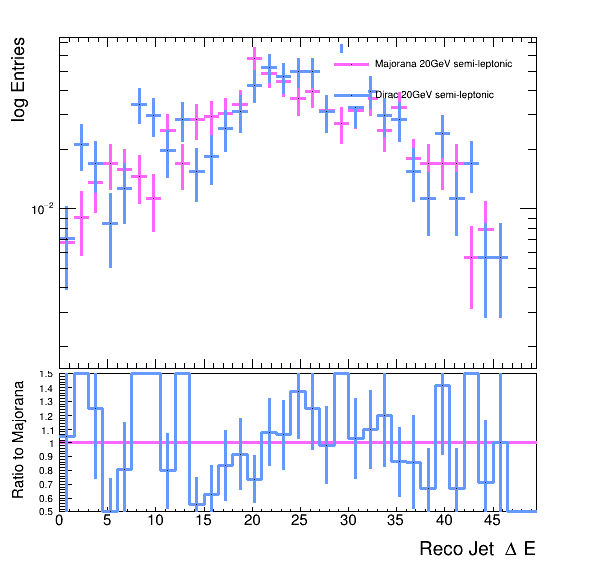 log Entries
Majorana 20GeV semi-leptonic
Dirac 20GeV semi-leptonic
10⁻²
Ratio to Majorana
1.5
1.4
1.3
1.2
1.1
1
0.9
0.8
0.7
0.6
0.5
0 5 10 15 20 25 30 35 40 45
Reco Jet Δ E